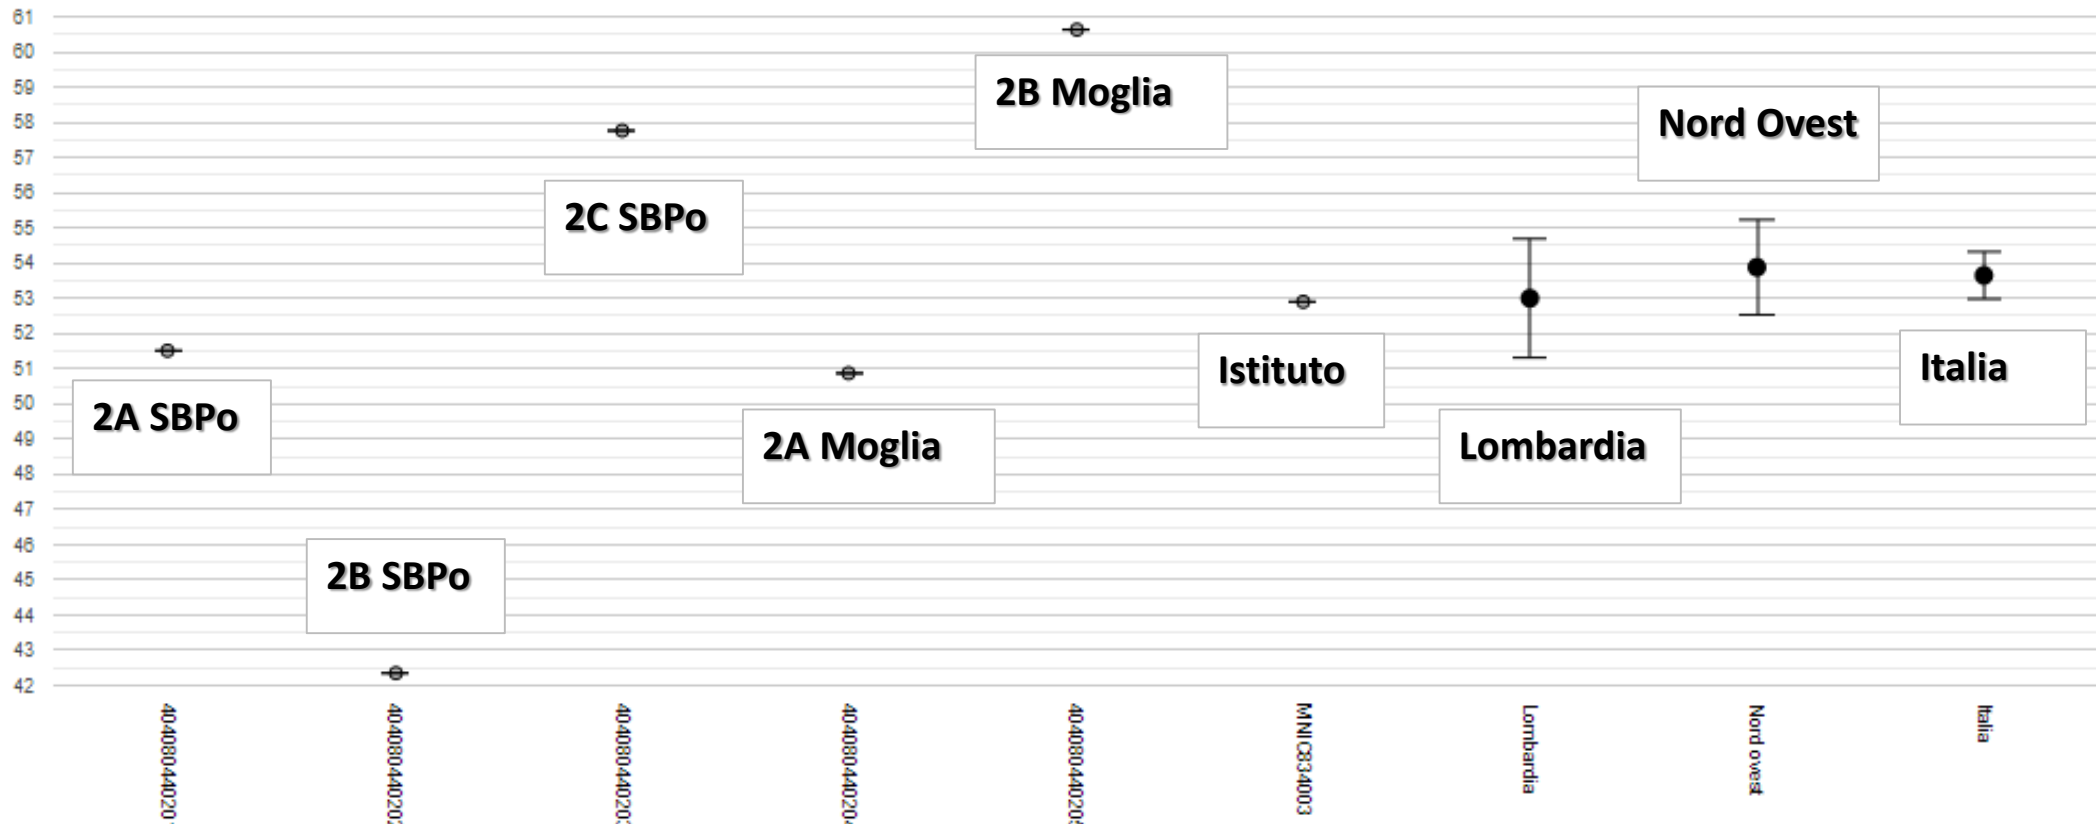 61
60
59
58
57
56
55
54
53
52
51
50
49
48
47
46
45
44
43
42
2B Moglia
Nord Ovest
2C SBPo
Istituto
Italia
2A SBPo
2A Moglia
Lombardia
2B SBPo
MNIC834003
Lombardia
Nord ovest
Italia